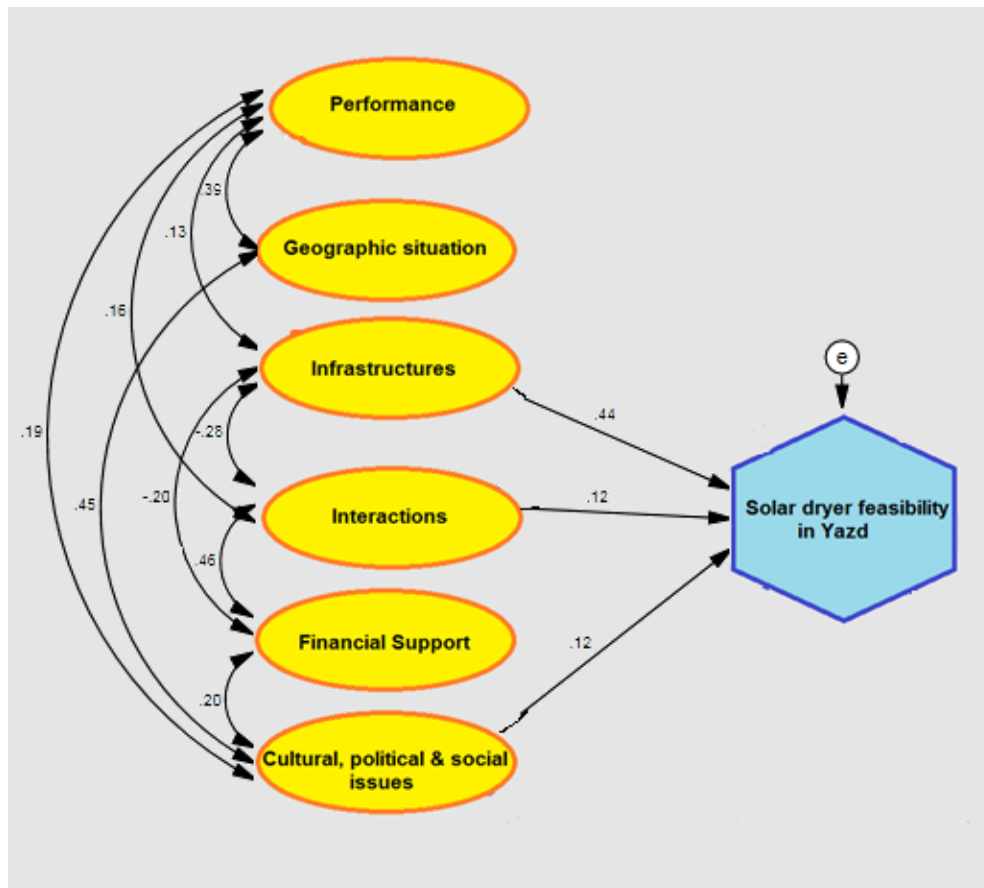 Performance
.39
Geographic situation
.13
.16
Infrastructures
e
.44
.19
-.28
.45
-.20
Interactions
.12
Solar dryer feasibility
in Yazd
.46
Financial Support
.12
.20
Cultural, political & social
issues